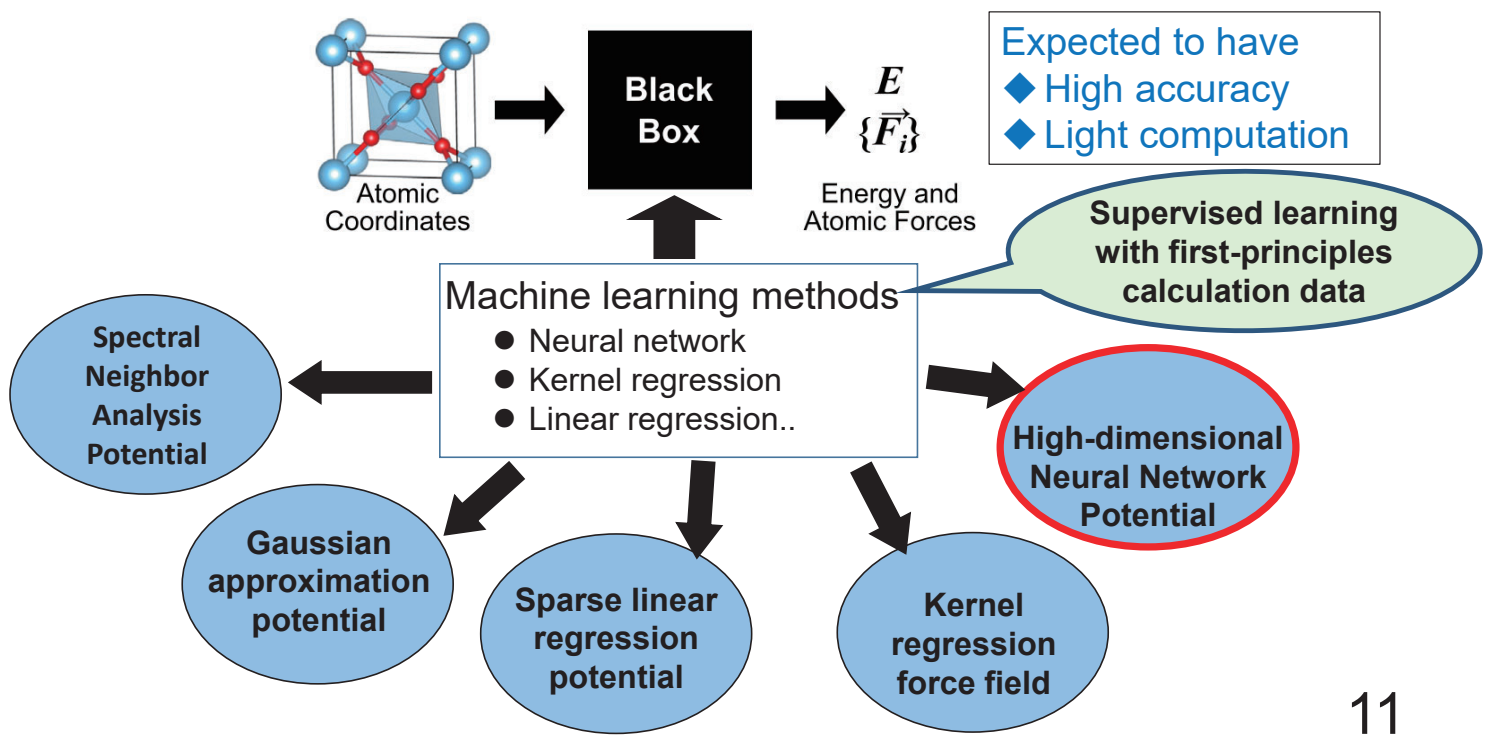 Atomic
Coordinates
Black
Box
E
{F⃗ᵢ}
Energy and
Atomic Forces
Expected to have
◆ High accuracy
◆ Light computation
Supervised learning
with first-principles
calculation data
Machine learning methods
● Neural network
● Kernel regression
● Linear regression..
Spectral
Neighbor
Analysis
Potential
Gaussian
approximation
potential
Sparse linear
regression
potential
Kernel
regression
force field
High-dimensional
Neural Network
Potential
11